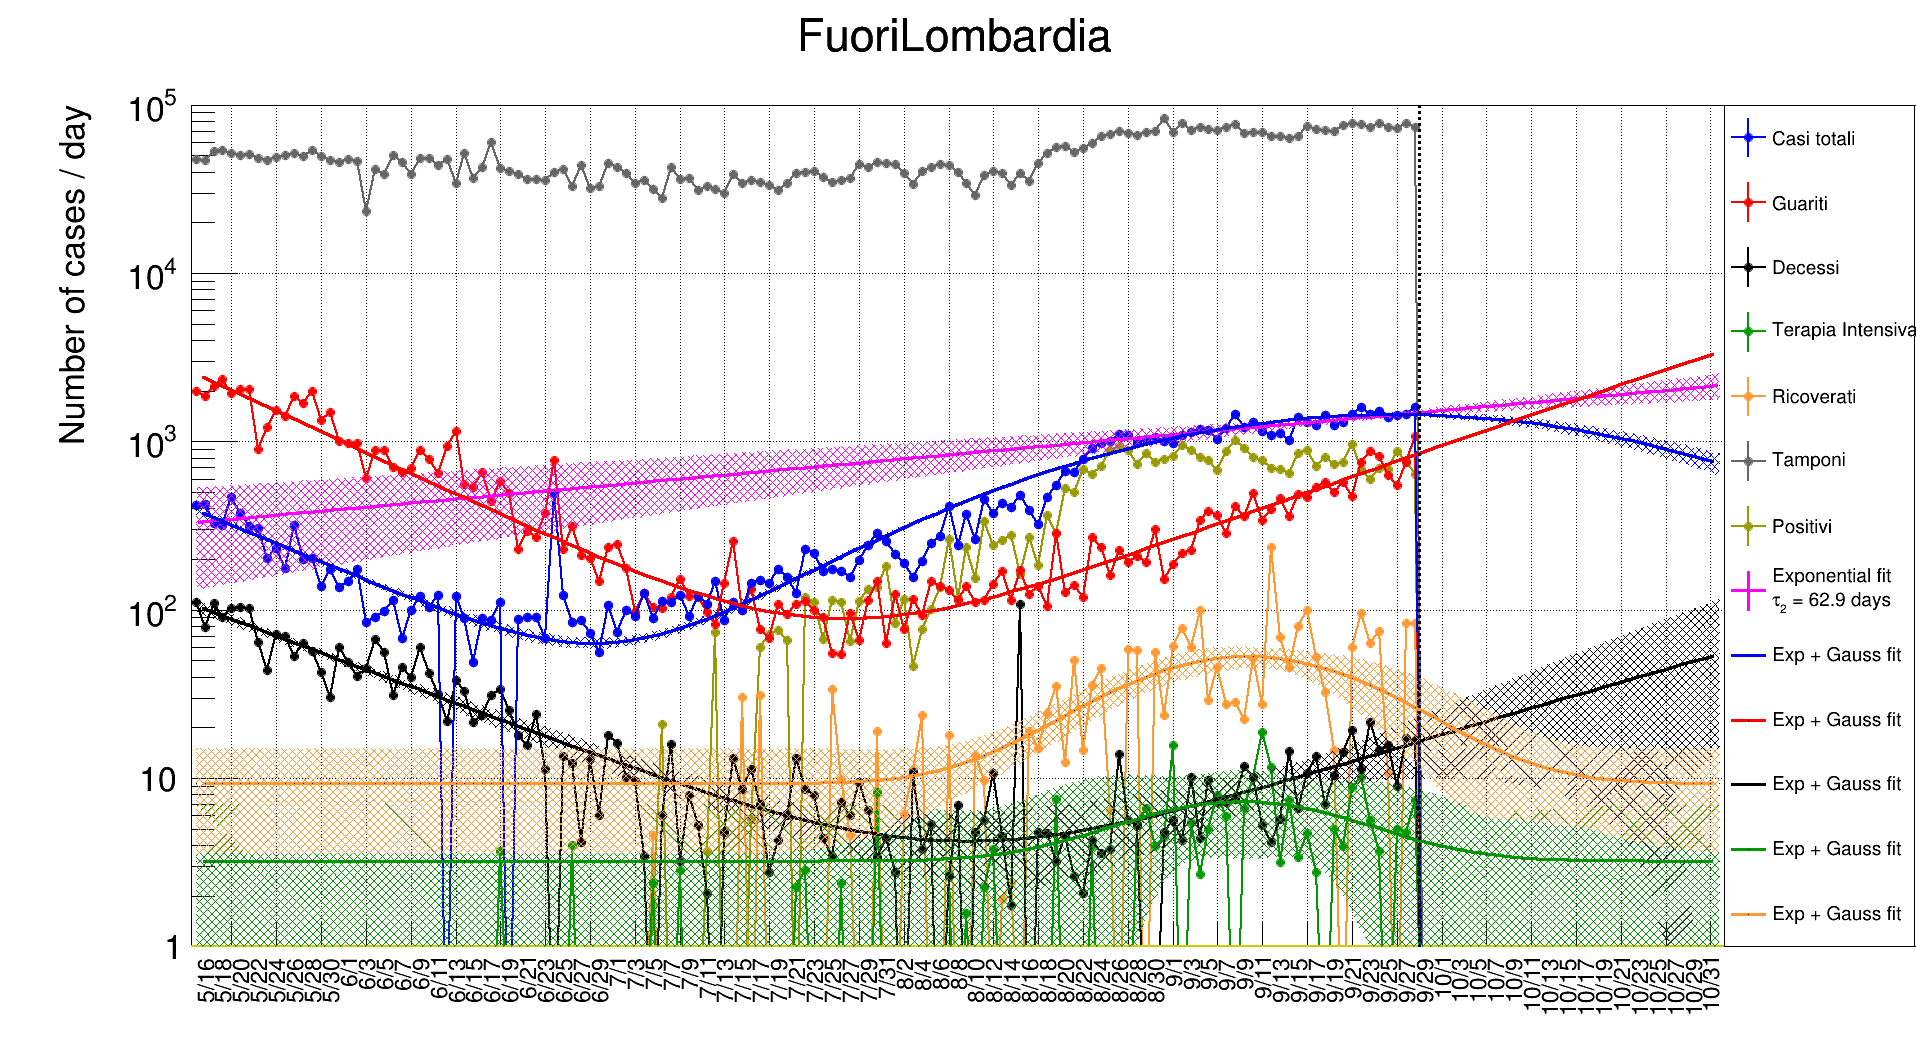 FuoriLombardia
Number of cases / day
10^5
10^4
10^3
10^2
10
1
5/16 5/18 5/20 5/22 5/24 5/26 5/28 5/30 6/1 6/3 6/5 6/7 6/9 6/11 6/13 6/15 6/17 6/19 6/21 6/23 6/25 6/27 6/29 7/1 7/3 7/5 7/7 7/9 7/11 7/13 7/15 7/17 7/19 7/21 7/23 7/25 7/27 7/29 7/31 8/2 8/4 8/6 8/8 8/10 8/12 8/14 8/16 8/18 8/20 8/22 8/24 8/26 8/28 8/30 9/1 9/3 9/5 9/7 9/9 9/11 9/13 9/15 9/17 9/19 9/21 9/23 9/25 9/27 9/29 10/1 10/3 10/5 10/7 10/9 10/11 10/13 10/15 10/17 10/19 10/21 10/23 10/25 10/27 10/29 10/31
Casi totali
Guariti
Decessi
Terapia Intensiva
Ricoverati
Tamponi
Positivi
Exponential fit
τ₂ = 62.9 days
Exp + Gauss fit
Exp + Gauss fit
Exp + Gauss fit
Exp + Gauss fit
Exp + Gauss fit